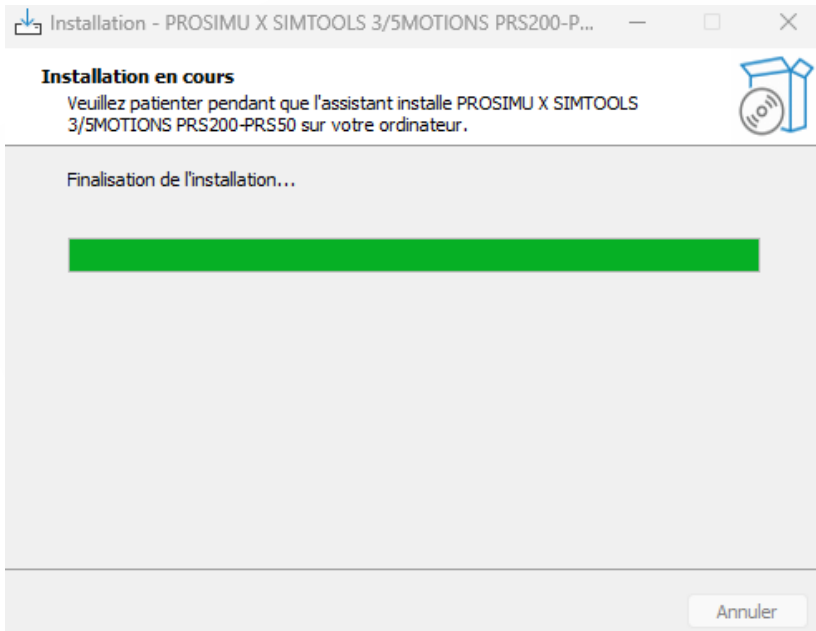 Installation - PROSIMU X SIMTOOLS 3/5MOTIONS PRS200-P...
Installation en cours
Veuillez patienter pendant que l'assistant installe PROSIMU X SIMTOOLS
3/5MOTIONS PRS200-PRS50 sur votre ordinateur.
Finalisation de l'installation...
Annuler